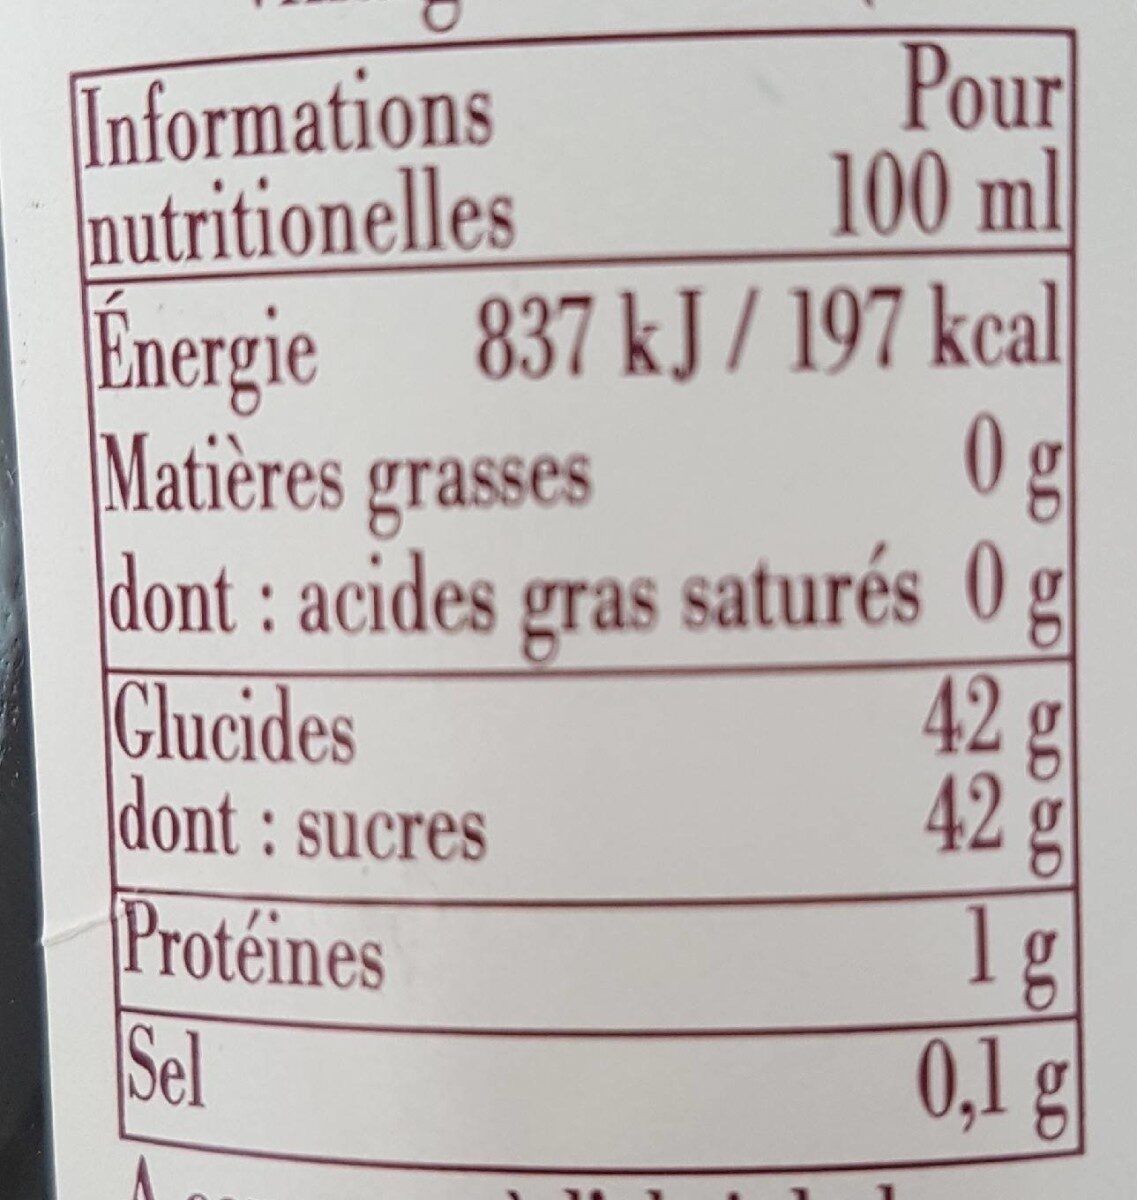 Informations Pour
nutritionelles 100 ml
Énergie 837 kJ / 197 kcal
Matières grasses 0 g
dont : acides gras saturés 0 g
Glucides 42 g
dont : sucres 42 g
Protéines 1 g
Sel 0,1 g